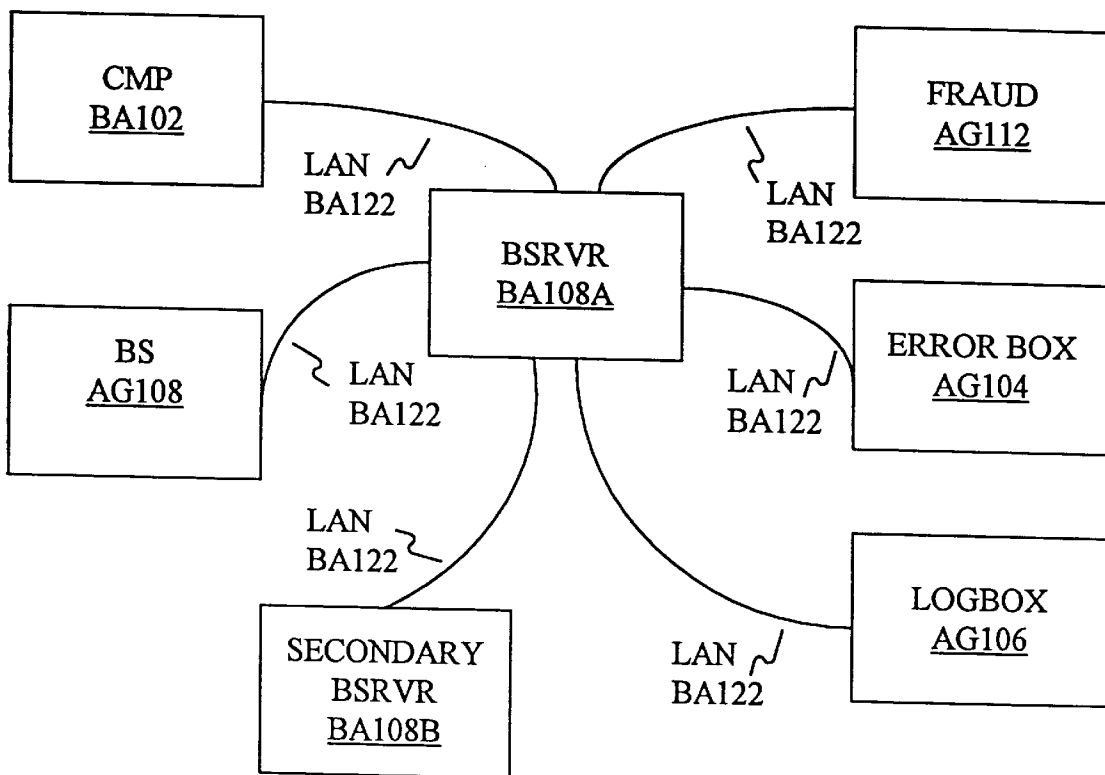 CMP
BA102
FRAUD
AG112
LAN
BA122
LAN
BA122
BSRVR
BA108A
BS
AG108
LAN
BA122
LAN
BA122
ERROR BOX
AG104
LAN
BA122
SECONDARY
BSRVR
BA108B
LAN
BA122
LOGBOX
AG106